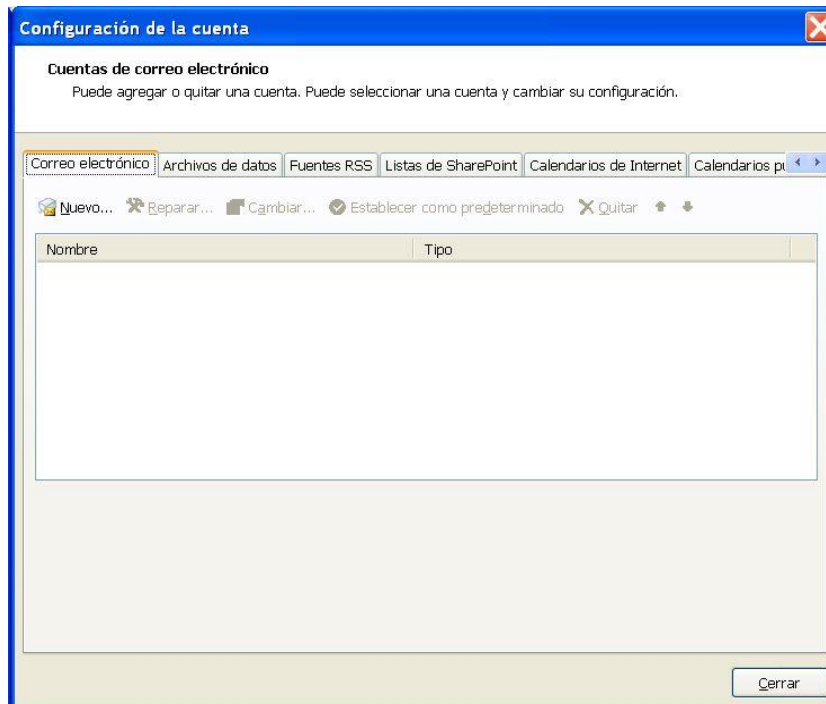 Configuración de la cuenta
Cuentas de correo electrónico
Puede agregar o quitar una cuenta. Puede seleccionar una cuenta y cambiar su configuración.
Correo electrónico Archivos de datos Fuentes RSS Listas de SharePoint Calendarios de Internet Calendarios pu
Nuevo... Reparar... Cambiar... Establecer como predeterminado Quitar
Nombre Tipo
Cerrar